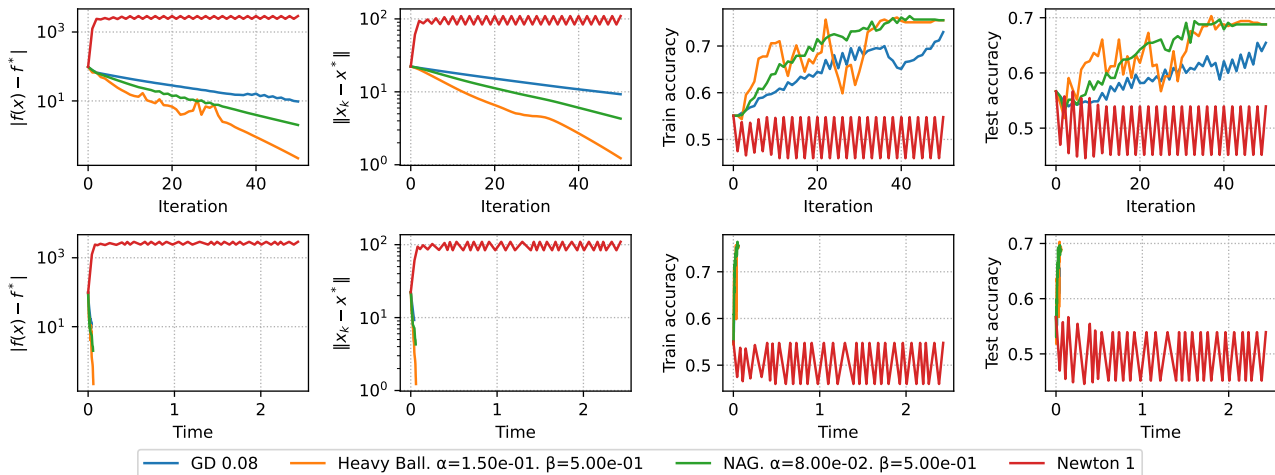 10³
10¹
|f(x) − f*|
0
20
40
Iteration
10²
10¹
10⁰
‖xₖ − x*‖
0
20
40
Iteration
0.7
0.6
0.5
Train accuracy
0
20
40
Iteration
0.7
0.6
0.5
Test accuracy
0
20
40
Iteration
10³
10¹
|f(x) − f*|
0
1
2
Time
10²
10¹
10⁰
‖xₖ − x*‖
0
1
2
Time
0.7
0.6
0.5
Train accuracy
0
1
2
Time
0.7
0.6
0.5
Test accuracy
0
1
2
Time
GD 0.08
Heavy Ball. α=1.50e-01. β=5.00e-01
NAG. α=8.00e-02. β=5.00e-01
Newton 1